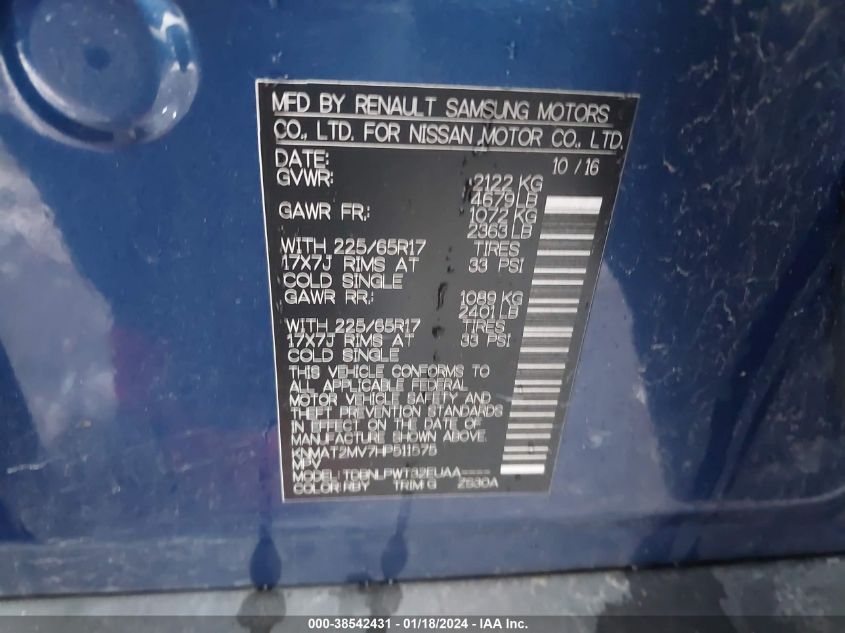 MFD BY RENAULT SAMSUNG MOTORS
CO., LTD. FOR NISSAN MOTOR CO., LTD.
DATE: 10 / 16
GVWR: 2122 KG
4679 LB
GAWR FR.: 1072 KG
2363 LB
WITH 225/65R17 TIRES
17X7J RIMS AT 33 PSI
COLD SINGLE
GAWR RR.: 1089 KG
2401 LB
WITH 225/65R17 TIRES
17X7J RIMS AT 33 PSI
COLD SINGLE
THIS VEHICLE CONFORMS TO
ALL APPLICABLE FEDERAL
MOTOR VEHICLE SAFETY AND
THEFT PREVENTION STANDARDS
IN EFFECT ON THE DATE OF
MANUFACTURE SHOWN ABOVE.
KNMAT2MV7HP511575
MPV
MODEL: TDBNLPWT32EUAA----
COLOR: RBY TRIM: G ZS30A
000-38542431 - 01/18/2024 - IAA Inc.